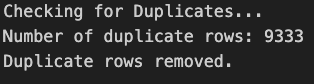 Checking for Duplicates...
Number of duplicate rows: 9333
Duplicate rows removed.